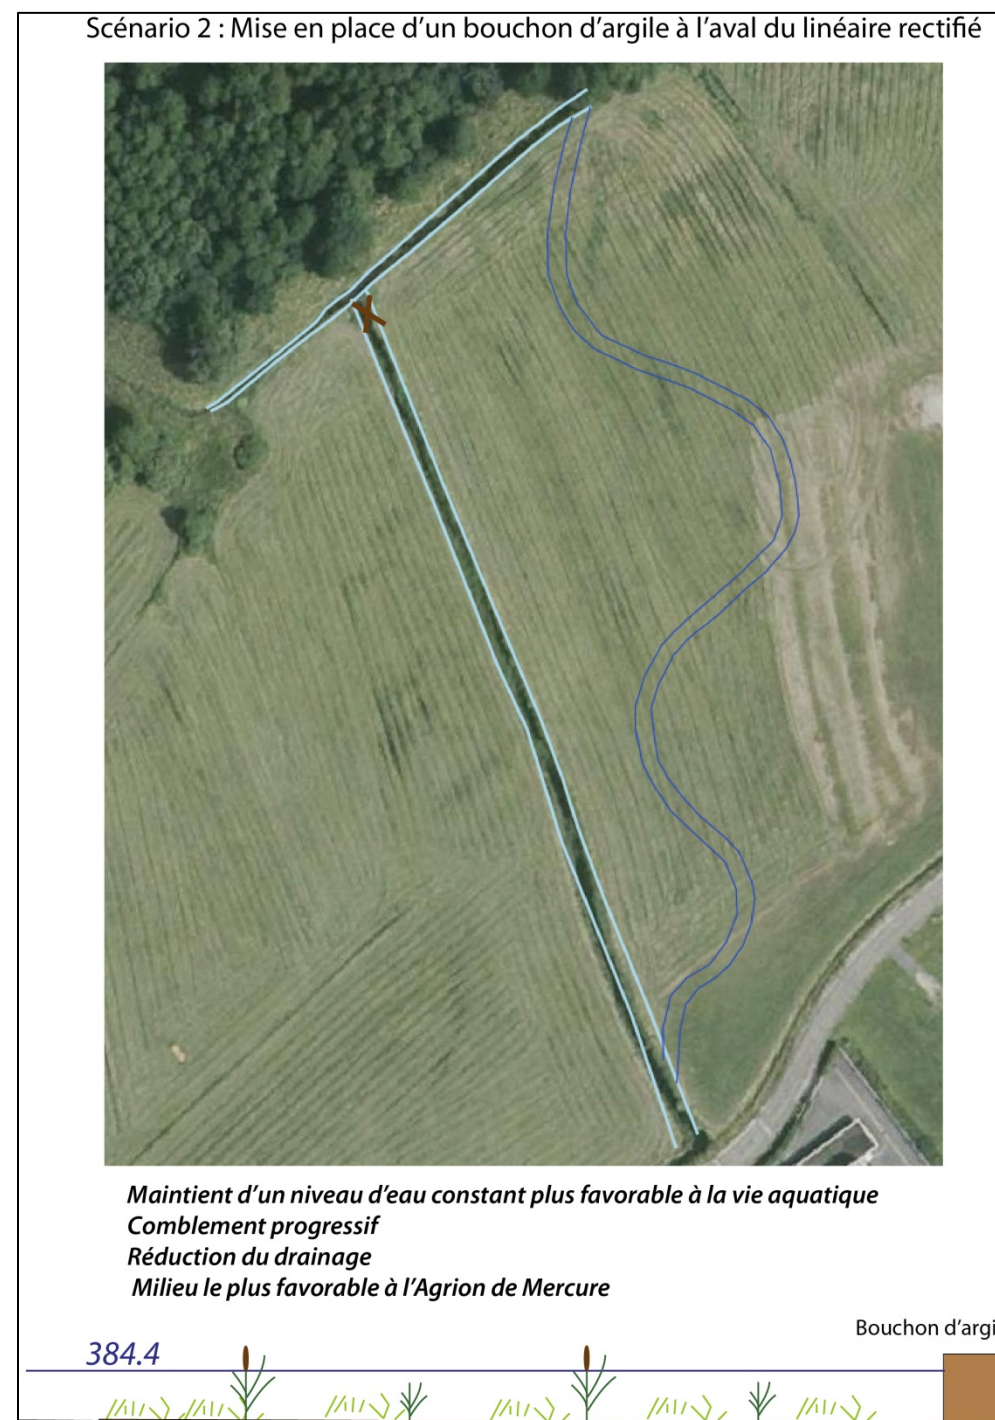 Scénario 2 : Mise en place d'un bouchon d'argile à l'aval du linéaire rectifié
Maintient d'un niveau d'eau constant plus favorable à la vie aquatique
Comblement progressif
Réduction du drainage
Milieu le plus favorable à l'Agrion de Mercure
Bouchon d'argi
384.4